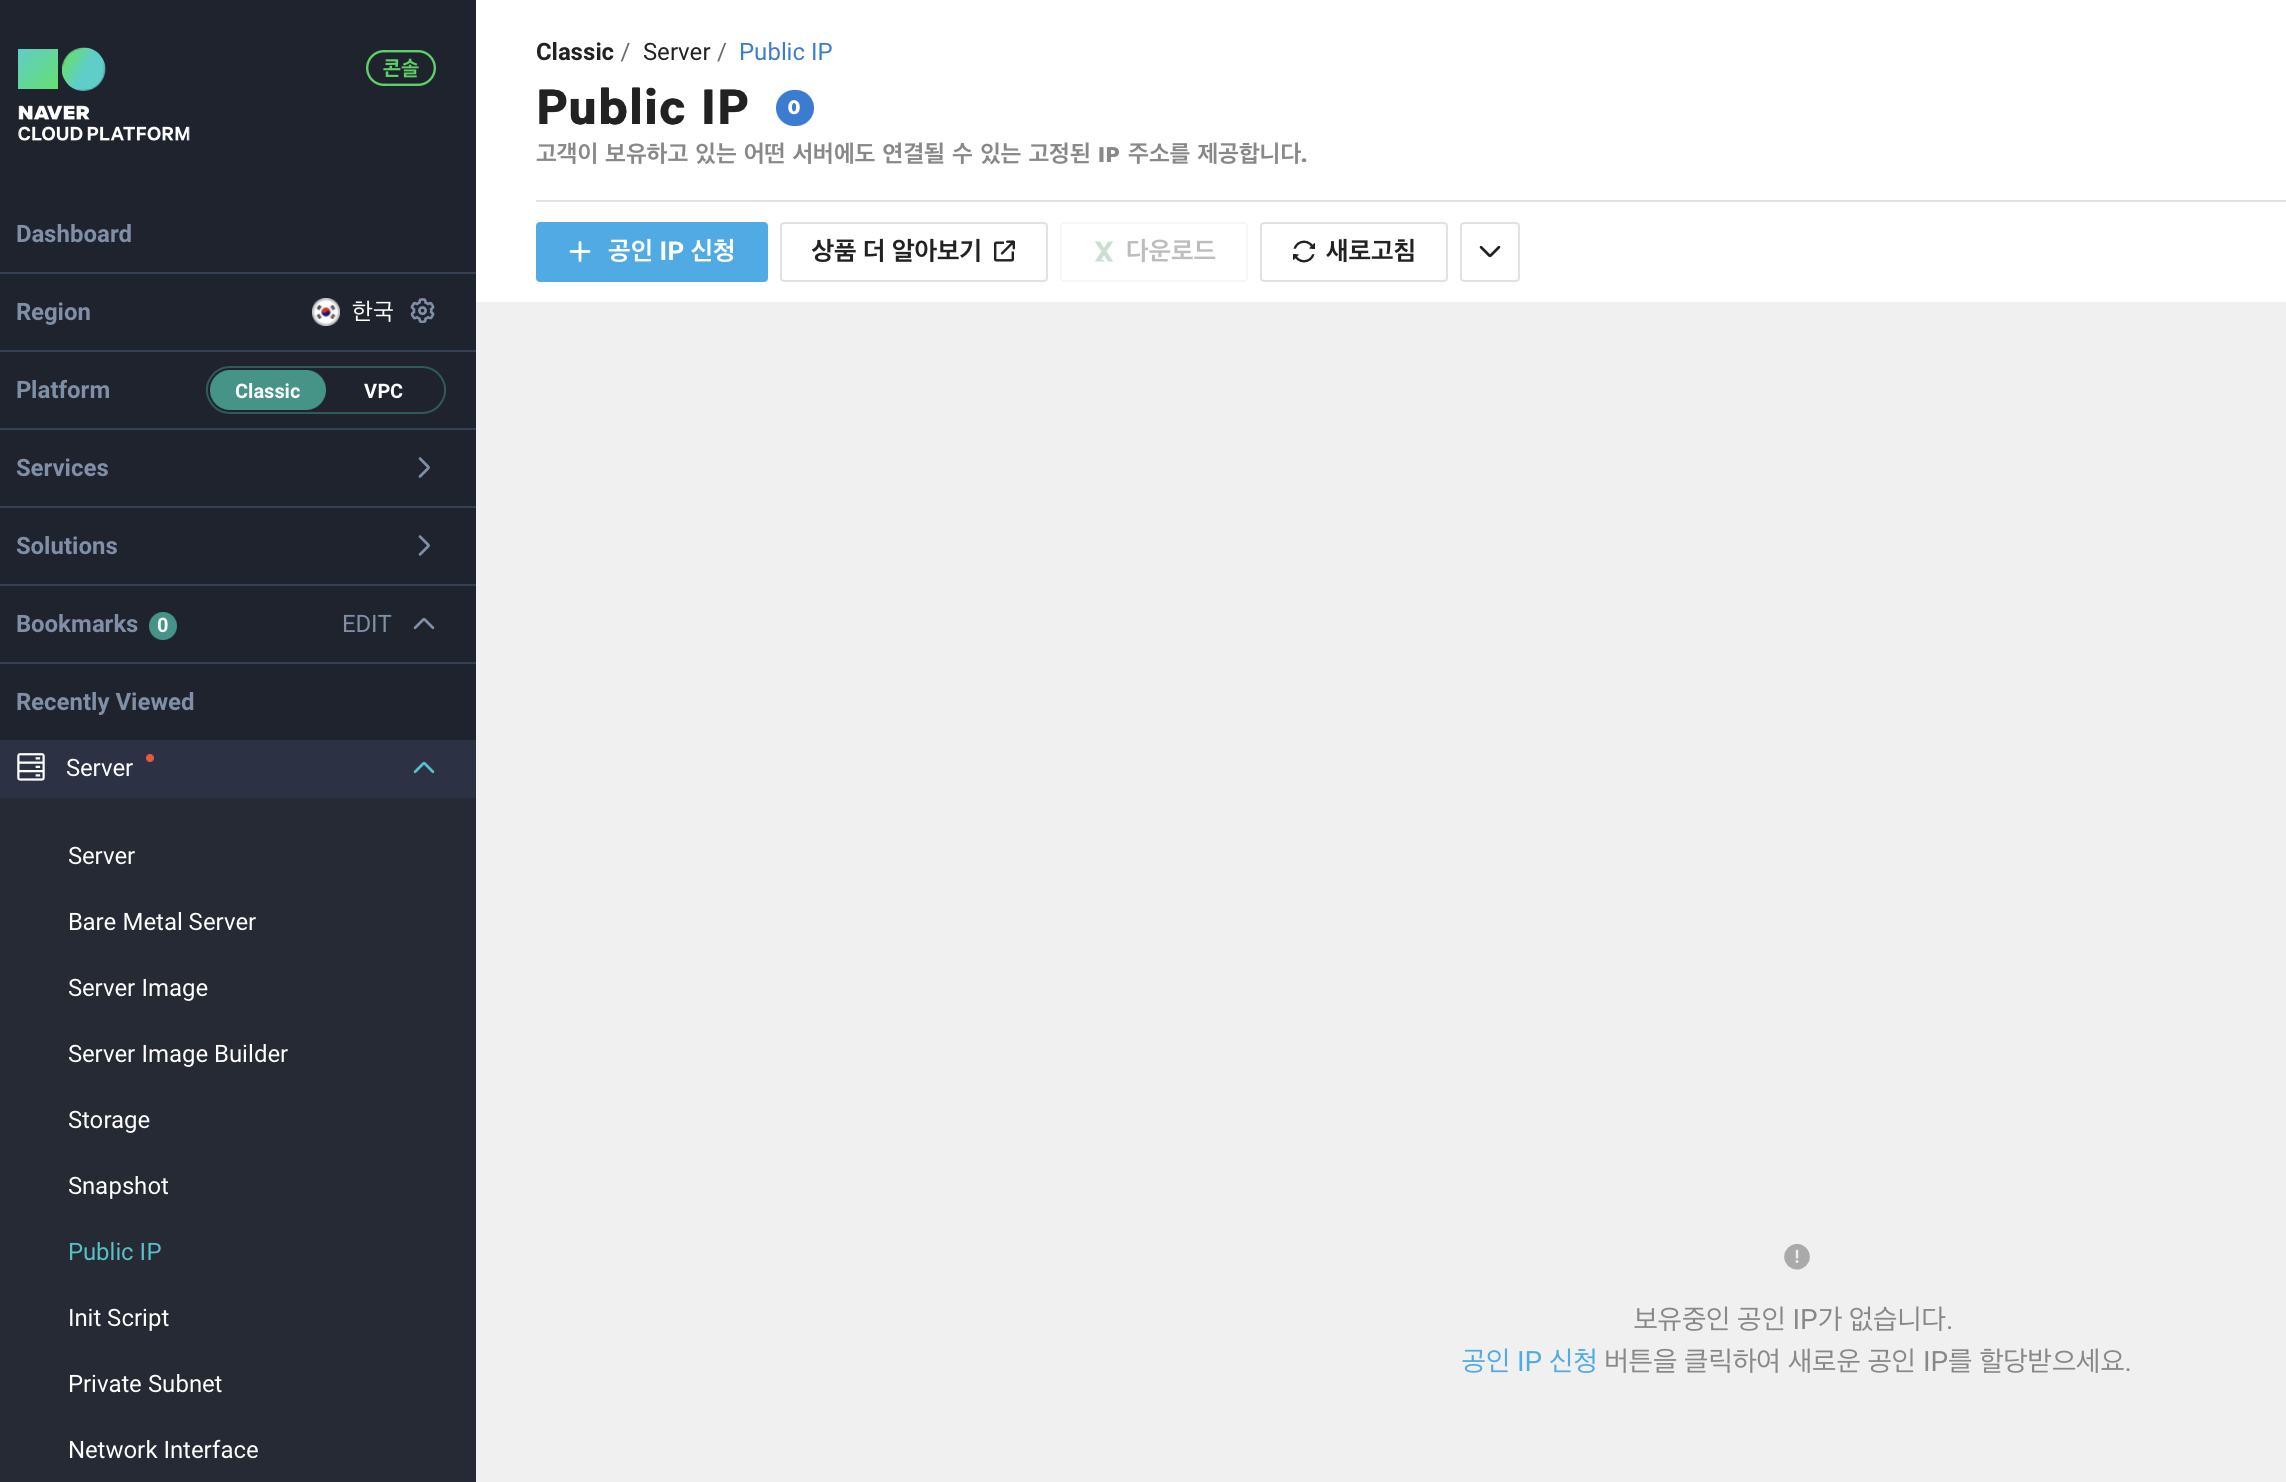 NAVER
CLOUD PLATFORM
콘솔
Dashboard
Region 한국
Platform Classic VPC
Services
Solutions
Bookmarks 0 EDIT
Recently Viewed
Server
Server
Bare Metal Server
Server Image
Server Image Builder
Storage
Snapshot
Public IP
Init Script
Private Subnet
Network Interface
Classic / Server / Public IP
Public IP 0
고객이 보유하고 있는 어떤 서버에도 연결될 수 있는 고정된 IP 주소를 제공합니다.
+ 공인 IP 신청 상품 더 알아보기 X 다운로드 새로고침
보유중인 공인 IP가 없습니다.
공인 IP 신청 버튼을 클릭하여 새로운 공인 IP를 할당받으세요.